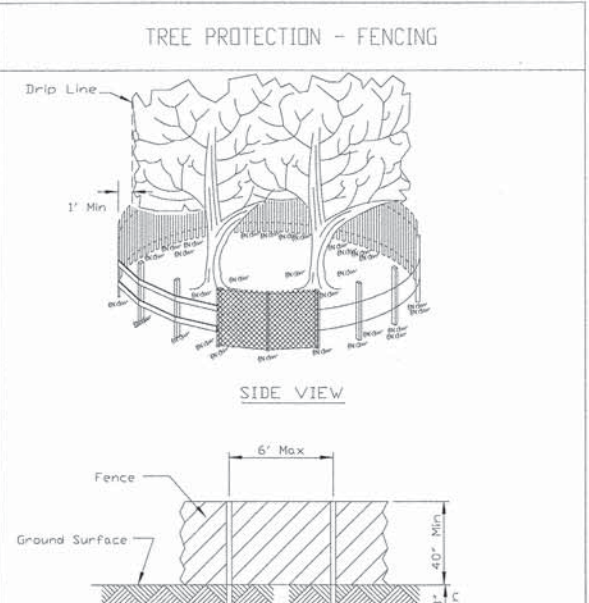 TREE PROTECTION - FENCING
Drip Line
1' Min
SIDE VIEW
6' Max
Fence
Ground Surface
40" Min